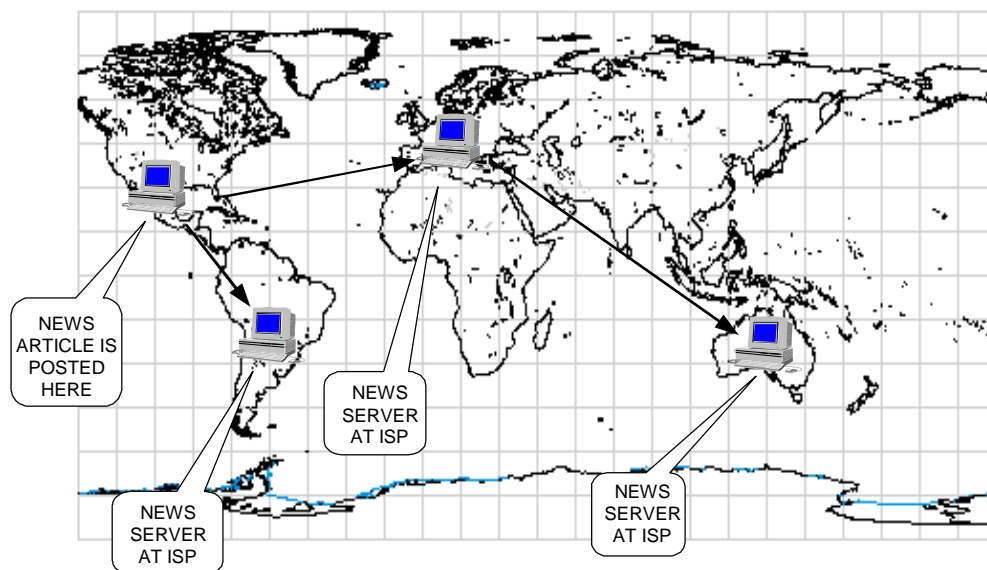 NEWS
ARTICLE IS
POSTED
HERE
NEWS
SERVER
AT ISP
NEWS
SERVER
AT ISP
NEWS
SERVER
AT ISP